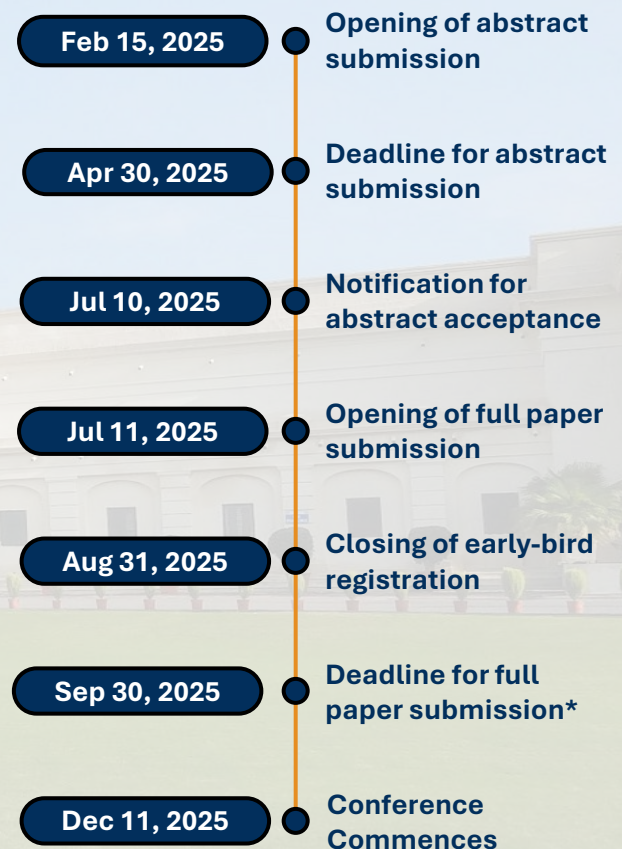 Feb 15, 2025
Opening of abstract
submission
Apr 30, 2025
Deadline for abstract
submission
Jul 10, 2025
Notification for
abstract acceptance
Jul 11, 2025
Opening of full paper
submission
Aug 31, 2025
Closing of early-bird
registration
Sep 30, 2025
Deadline for full
paper submission*
Dec 11, 2025
Conference
Commences